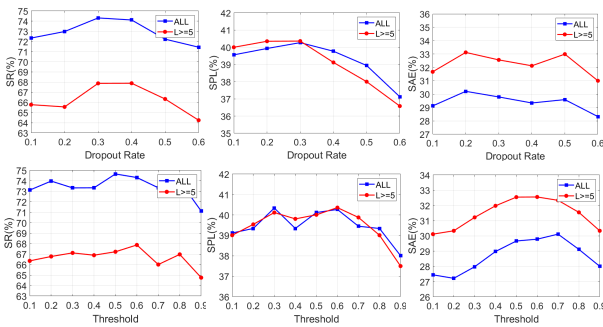 SR(%)
75
74
73
72
71
70
69
68
67
66
65
64
63
0.1 0.2 0.3 0.4 0.5 0.6
Dropout Rate
ALL
L>=5
SPL(%)
42
41
40
39
38
37
36
35
0.1 0.2 0.3 0.4 0.5 0.6
Dropout Rate
ALL
L>=5
SAE(%)
36
35
34
33
32
31
30
29
28
27
0.1 0.2 0.3 0.4 0.5 0.6
Dropout Rate
ALL
L>=5
SR(%)
75
74
73
72
71
70
69
68
67
66
65
64
63
0.1 0.2 0.3 0.4 0.5 0.6 0.7 0.8 0.9
Threshold
ALL
L>=5
SPL(%)
42
41
40
39
38
37
36
0.1 0.2 0.3 0.4 0.5 0.6 0.7 0.8 0.9
Threshold
ALL
L>=5
SAE(%)
34
33
32
31
30
29
28
27
26
0.1 0.2 0.3 0.4 0.5 0.6 0.7 0.8 0.9
Threshold
ALL
L>=5